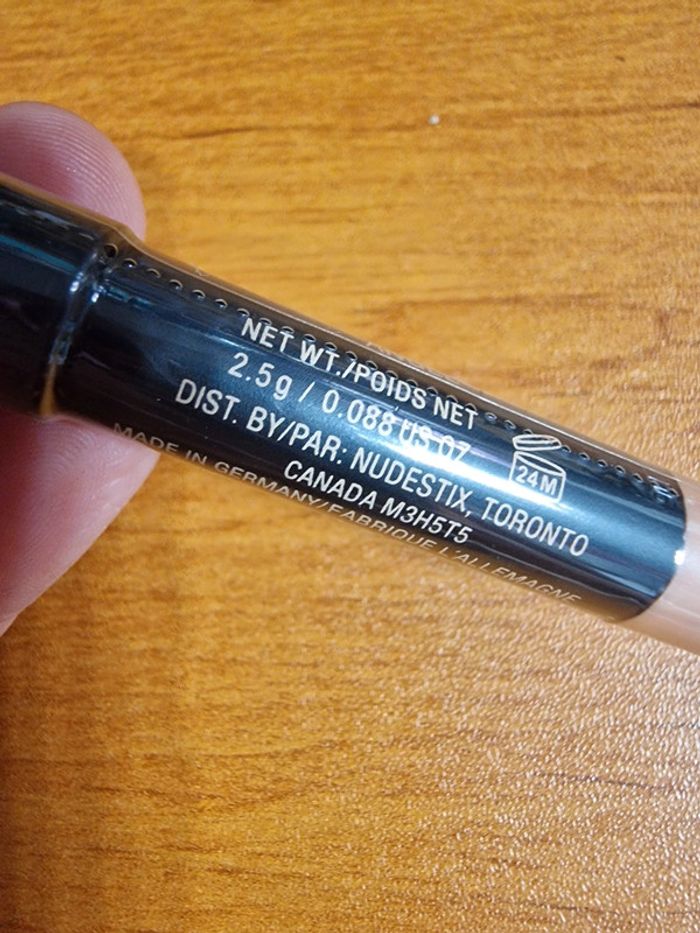 NET WT./POIDS NET
2.5g / 0.088 US OZ
DIST. BY/PAR: NUDESTIX, TORONTO
CANADA M3H5T5
MADE IN GERMANY/FABRIQUÉ L'ALLEMAGNE
24M